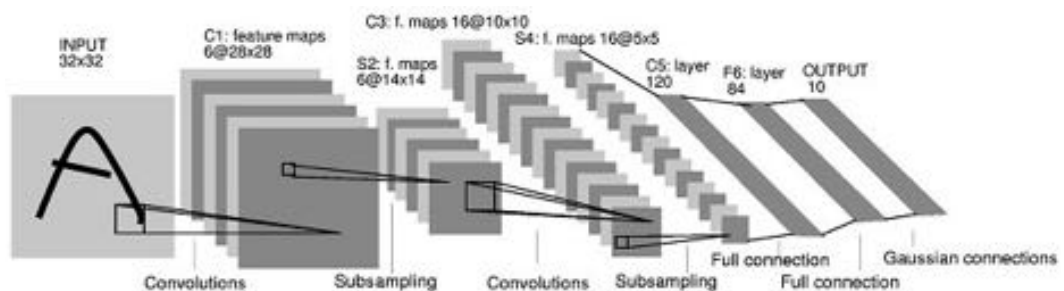 INPUT
32x32
C1: feature maps
6@28x28
S2: f. maps
6@14x14
C3: f. maps 16@10x10
S4: f. maps 16@5x5
C5: layer
120
F6: layer
84
OUTPUT
10
Convolutions
Subsampling
Convolutions
Subsampling
Full connection
Full connection
Gaussian connections
A